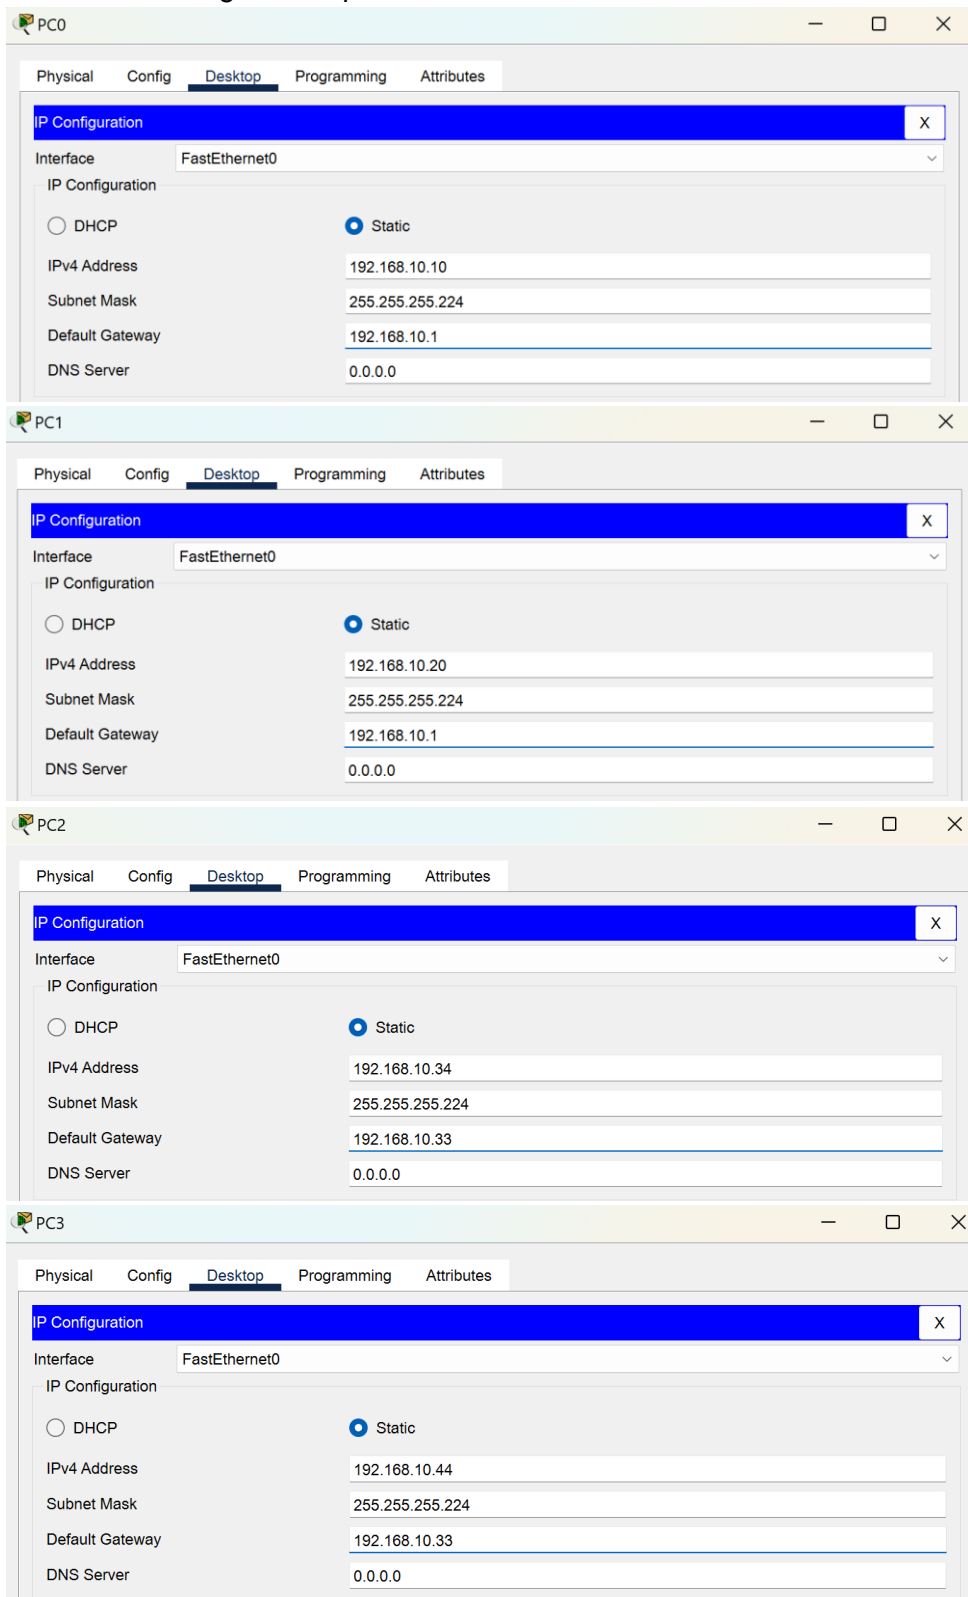 PC0
Physical Config Desktop Programming Attributes
IP Configuration X
Interface FastEthernet0
IP Configuration
DHCP Static
IPv4 Address 192.168.10.10
Subnet Mask 255.255.255.224
Default Gateway 192.168.10.1
DNS Server 0.0.0.0
PC1
Physical Config Desktop Programming Attributes
IP Configuration X
Interface FastEthernet0
IP Configuration
DHCP Static
IPv4 Address 192.168.10.20
Subnet Mask 255.255.255.224
Default Gateway 192.168.10.1
DNS Server 0.0.0.0
PC2
Physical Config Desktop Programming Attributes
IP Configuration X
Interface FastEthernet0
IP Configuration
DHCP Static
IPv4 Address 192.168.10.34
Subnet Mask 255.255.255.224
Default Gateway 192.168.10.33
DNS Server 0.0.0.0
PC3
Physical Config Desktop Programming Attributes
IP Configuration X
Interface FastEthernet0
IP Configuration
DHCP Static
IPv4 Address 192.168.10.44
Subnet Mask 255.255.255.224
Default Gateway 192.168.10.33
DNS Server 0.0.0.0